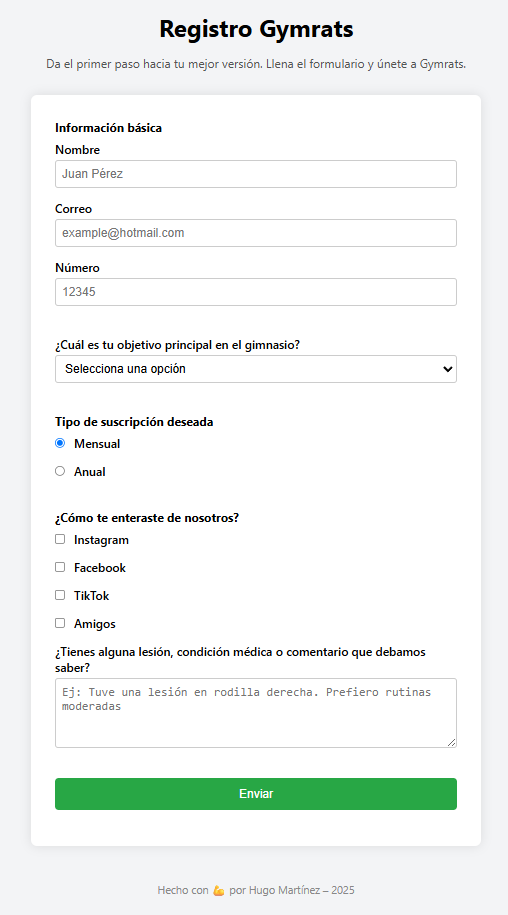 Registro Gymrats
Da el primer paso hacia tu mejor versión. Llena el formulario y únete a Gymrats.
Información básica
Nombre
Juan Pérez
Correo
example@hotmail.com
Número
12345
¿Cuál es tu objetivo principal en el gimnasio?
Selecciona una opción
Tipo de suscripción deseada
Mensual
Anual
¿Cómo te enteraste de nosotros?
Instagram
Facebook
TikTok
Amigos
¿Tienes alguna lesión, condición médica o comentario que debamos
saber?
Ej: Tuve una lesión en rodilla derecha. Prefiero rutinas
moderadas
Enviar
Hecho con 💪 por Hugo Martínez – 2025